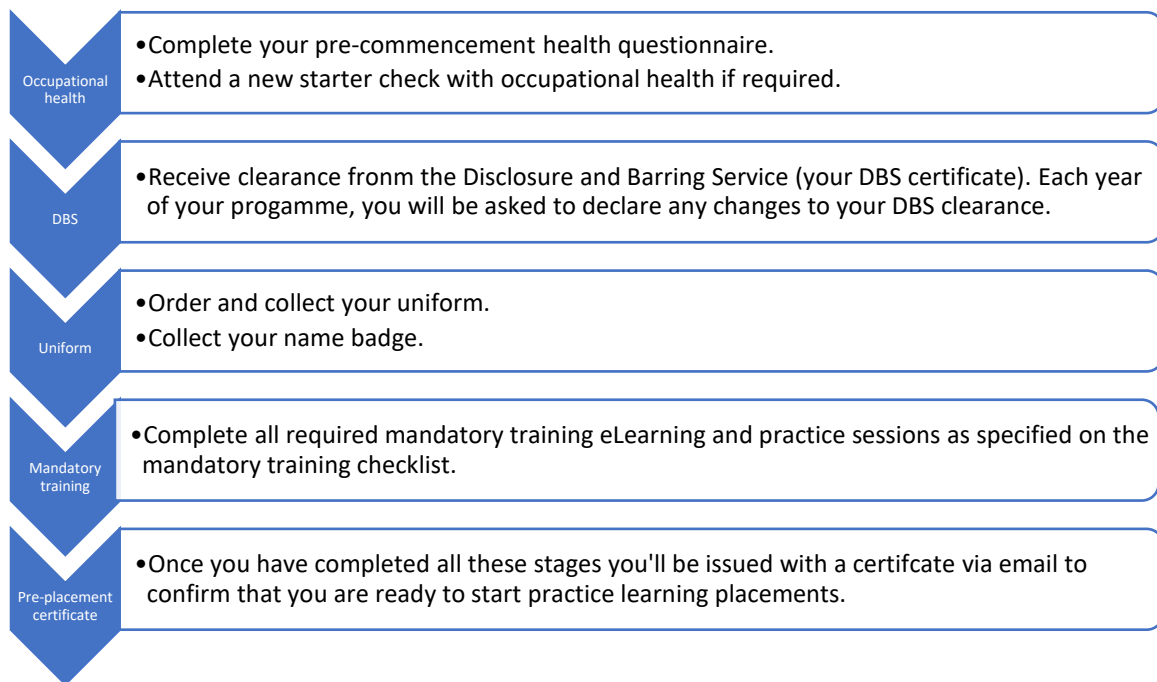 Occupational
health
•Complete your pre-commencement health questionnaire.
•Attend a new starter check with occupational health if required.
DBS
•Receive clearance fronm the Disclosure and Barring Service (your DBS certificate). Each year
of your progamme, you will be asked to declare any changes to your DBS clearance.
Uniform
•Order and collect your uniform.
•Collect your name badge.
Mandatory
training
•Complete all required mandatory training eLearning and practice sessions as specified on the
mandatory training checklist.
Pre-placement
certificate
•Once you have completed all these stages you'll be issued with a certifcate via email to
confirm that you are ready to start practice learning placements.